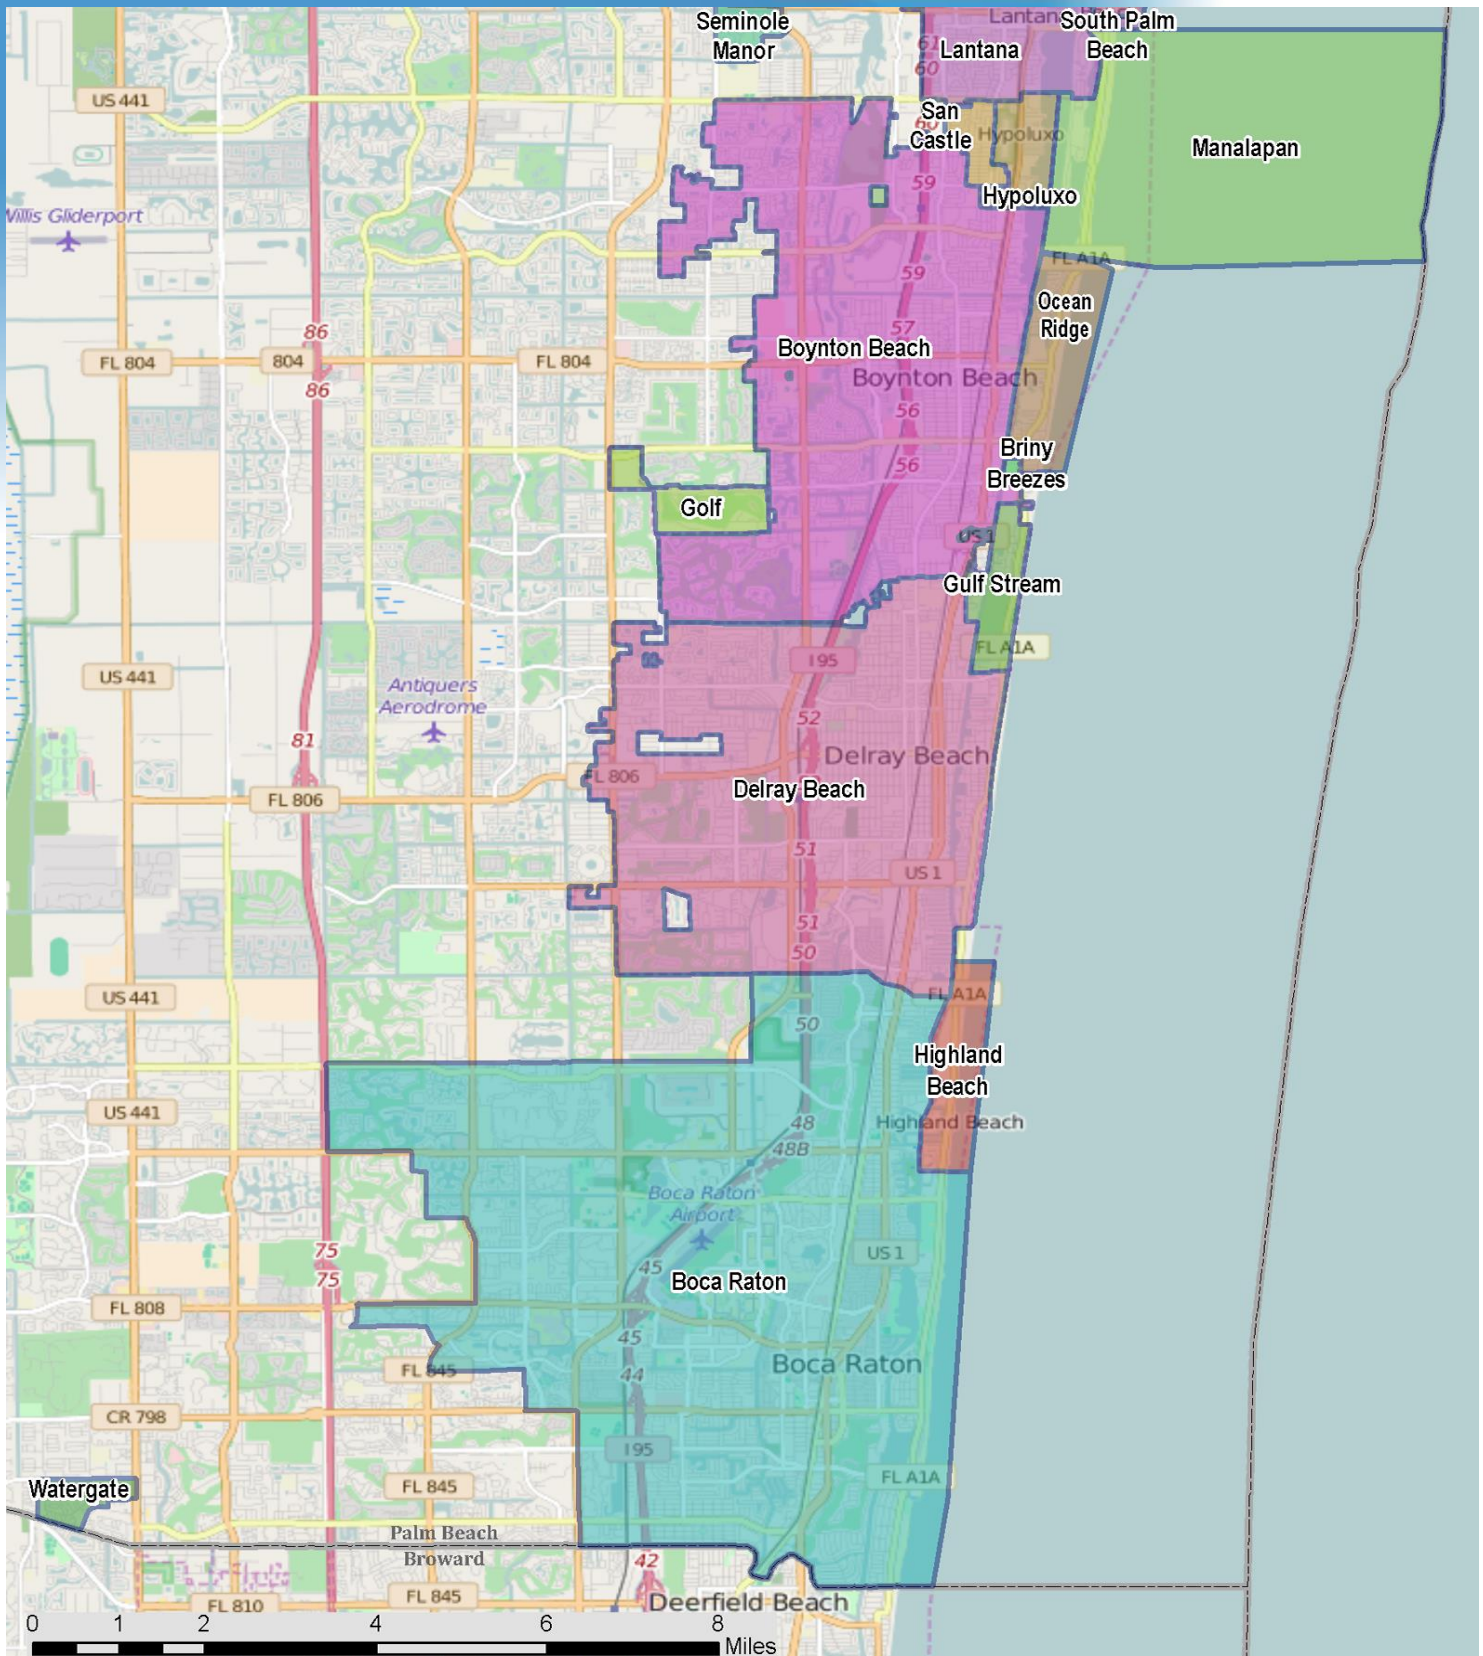 Seminole
Manor
Lantana
South Palm
Beach
61
Lantana
60
US 441
San
Castle
60
Hypoluxo
Manalapan
59
Hypoluxo
FL A1A
59
Ocean
Ridge
86
57
FL 804
804
FL 804
Boynton Beach
Boynton Beach
86
56
Briny
Breezes
56
Golf
US 1
Gulf Stream
FL A1A
I 95
US 441
Antiquers
Aerodrome
52
81
Delray Beach
FL 806
Delray Beach
FL 806
51
US 1
51
50
FL A1A
US 441
50
Highland
Beach
US 441
48
Highland Beach
48B
Boca Raton
Airport
75
US 1
75
45
Boca Raton
FL 808
45
Boca Raton
FL 845
44
CR 798
I 95
FL A1A
FL 845
Watergate
Palm Beach
Broward
42
FL 845
FL 810
Deerfield Beach
0 1 2 4 6 8
Miles